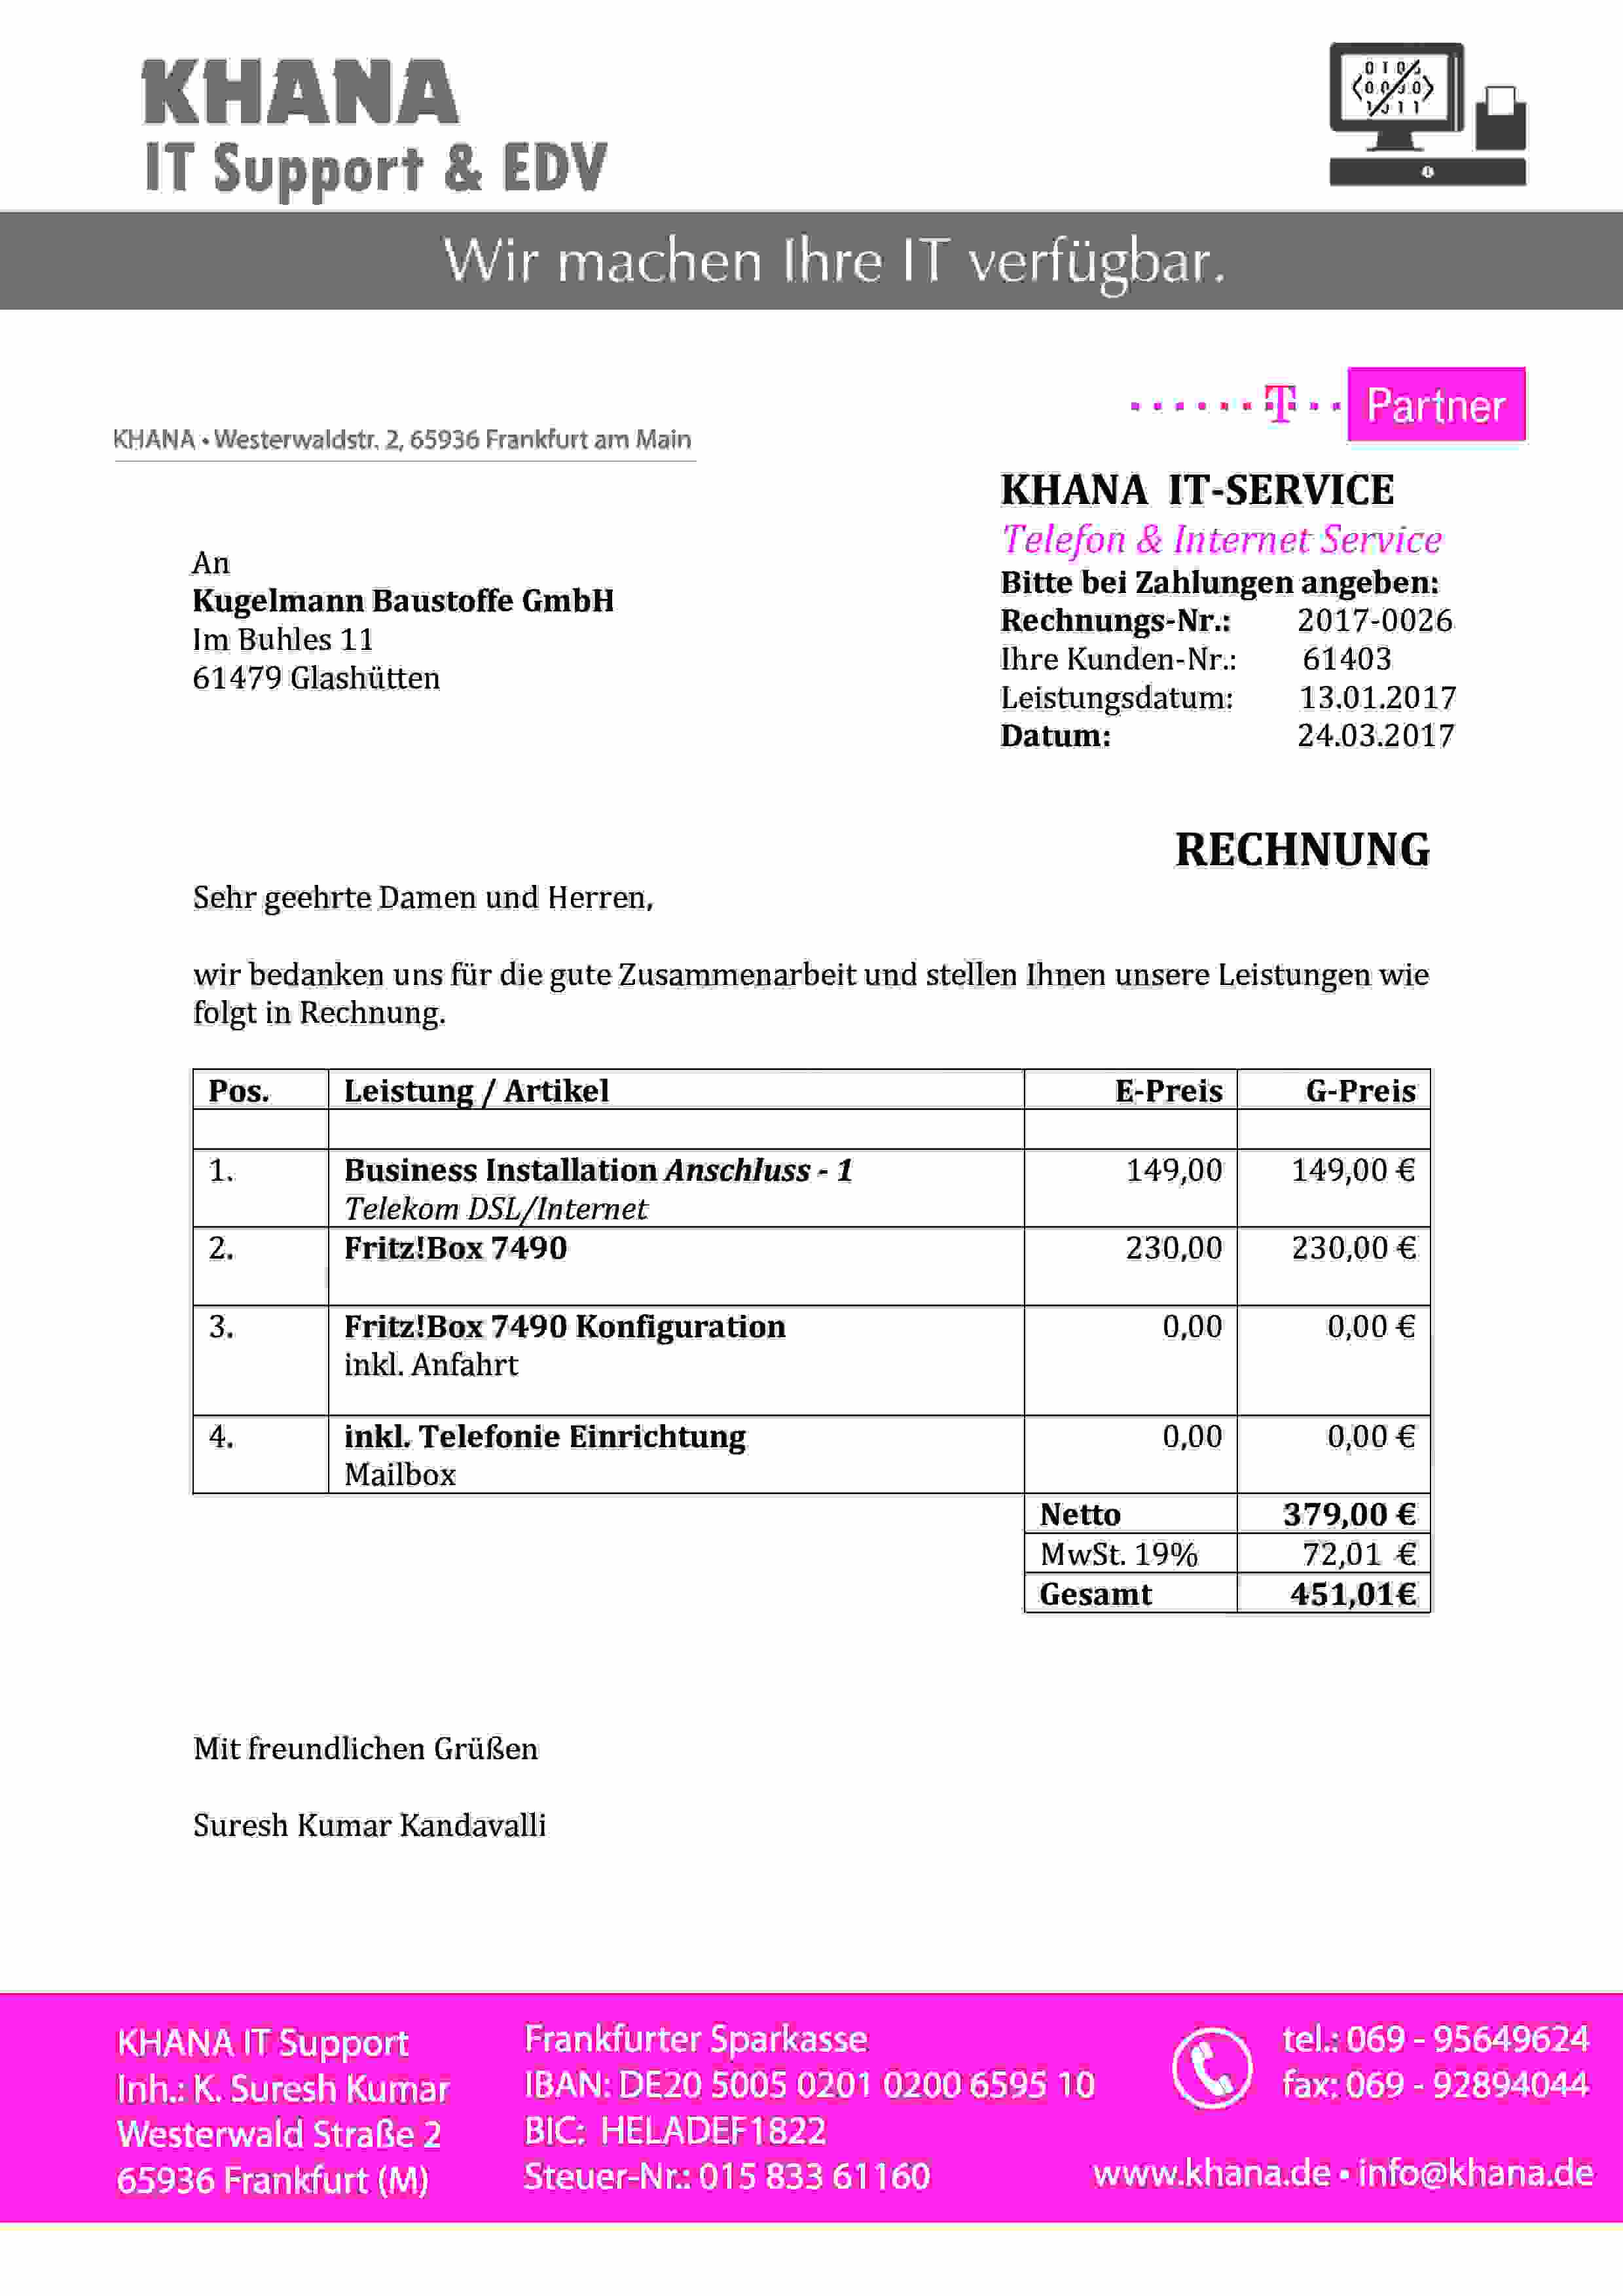 KHANA
IT Support & EDV
Wir machen Ihre IT verfügbar.
T Partner
KHANA • Westerwaldstr. 2, 65936 Frankfurt am Main
KHANA IT-SERVICE
Telefon & Internet Service
Bitte bei Zahlungen angeben:
Rechnungs-Nr.: 2017-0026
Ihre Kunden-Nr.: 61403
Leistungsdatum: 13.01.2017
Datum: 24.03.2017
An
Kugelmann Baustoffe GmbH
Im Buhles 11
61479 Glashütten
RECHNUNG
Sehr geehrte Damen und Herren,
wir bedanken uns für die gute Zusammenarbeit und stellen Ihnen unsere Leistungen wie
folgt in Rechnung.
Pos. Leistung / Artikel E-Preis G-Preis
1. Business Installation Anschluss - 1 149,00 149,00 €
Telekom DSL/Internet
2. Fritz!Box 7490 230,00 230,00 €
3. Fritz!Box 7490 Konfiguration 0,00 0,00 €
inkl. Anfahrt
4. inkl. Telefonie Einrichtung 0,00 0,00 €
Mailbox
Netto 379,00 €
MwSt. 19% 72,01 €
Gesamt 451,01€
Mit freundlichen Grüßen
Suresh Kumar Kandavalli
KHANA IT Support
Inh.: K. Suresh Kumar
Westerwald Straße 2
65936 Frankfurt (M)
Frankfurter Sparkasse
IBAN: DE20 5005 0201 0200 6595 10
BIC: HELADEF1822
Steuer-Nr.: 015 833 61160
tel.: 069 - 95649624
fax: 069 - 92894044
www.khana.de • info@khana.de